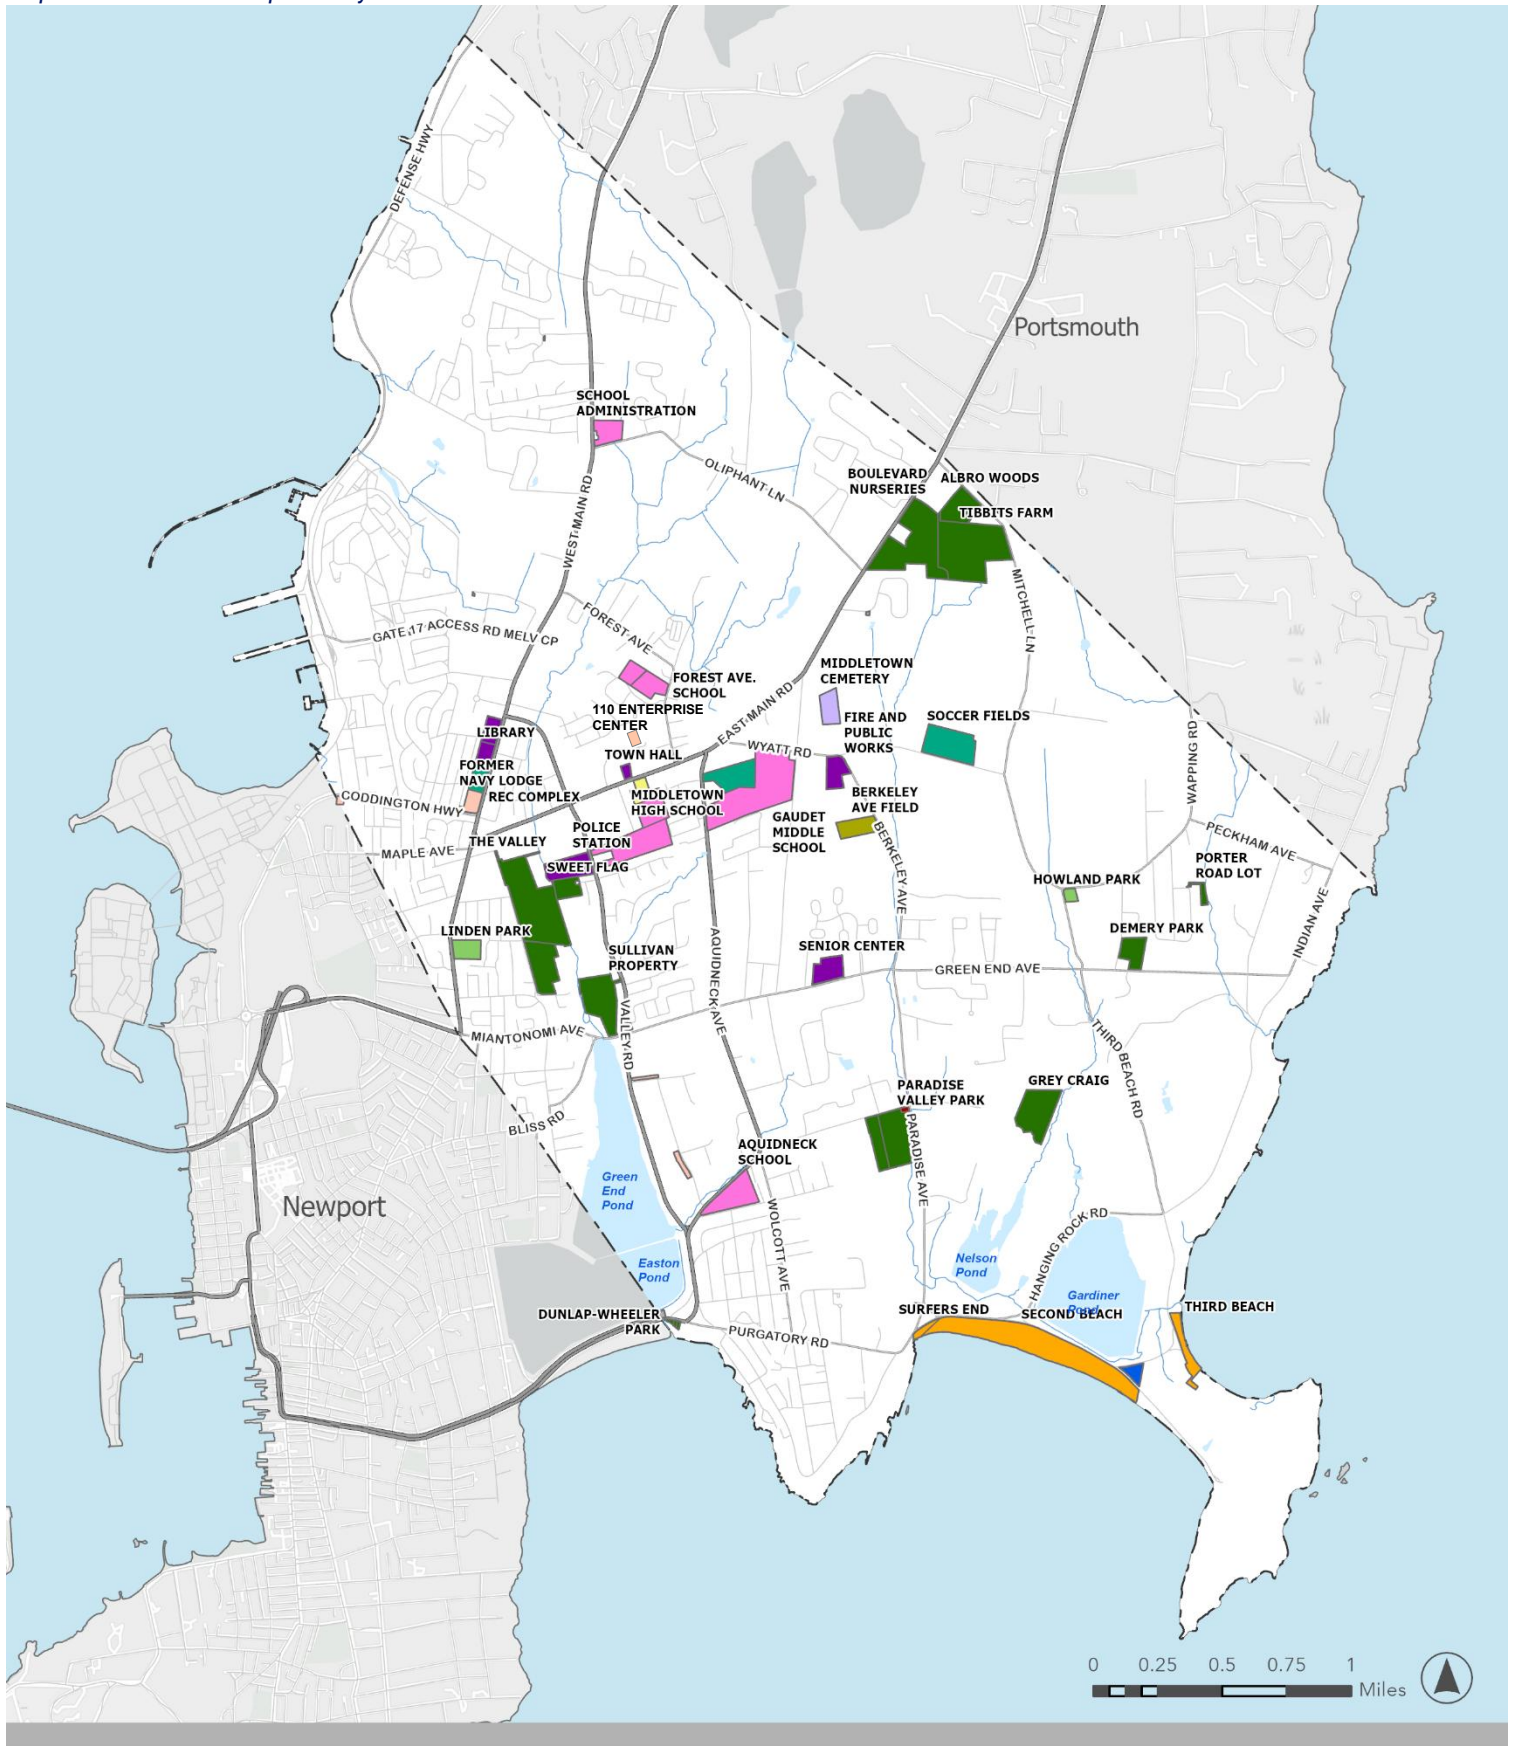 DEFENSE HWY
Portsmouth
SCHOOL
ADMINISTRATION
OLIPHANT LN
WEST MAIN RD
BOULEVARD
NURSERIES
ALBRO WOODS
TIBBITS FARM
MITCHELL LN
FOREST AVE
GATE 17 ACCESS RD MELV CP
FOREST AVE.
SCHOOL
110 ENTERPRISE
CENTER
MIDDLETOWN
CEMETERY
EAST MAIN RD
LIBRARY
TOWN HALL
WYATT RD
FIRE AND
PUBLIC
WORKS
SOCCER FIELDS
WAPPING RD
FORMER
NAVY LODGE
REC COMPLEX
CODDINGTON HWY
MIDDLETOWN
HIGH SCHOOL
BERKELEY
AVE FIELD
GAUDET
MIDDLE
SCHOOL
BERKELEY AVE
POLICE
STATION
THE VALLEY
MAPLE AVE
SWEET FLAG
PECKHAM AVE
PORTER
ROAD LOT
HOWLAND PARK
INDIAN AVE
LINDEN PARK
DEMERY PARK
SULLIVAN
PROPERTY
AQUIDNECK AVE
SENIOR CENTER
GREEN END AVE
MIANTONOMI AVE
VALLEY RD
THIRD BEACH RD
BLISS RD
PARADISE
VALLEY PARK
GREY CRAIG
PARADISE AVE
AQUIDNECK
SCHOOL
Green
End
Pond
Newport
WOLCOTT AVE
HANGING ROCK RD
Easton
Pond
Nelson
Pond
Gardiner
Pond
DUNLAP-WHEELER
PARK
PURGATORY RD
SURFERS END
SECOND BEACH
THIRD BEACH
0 0.25 0.5 0.75 1
Miles